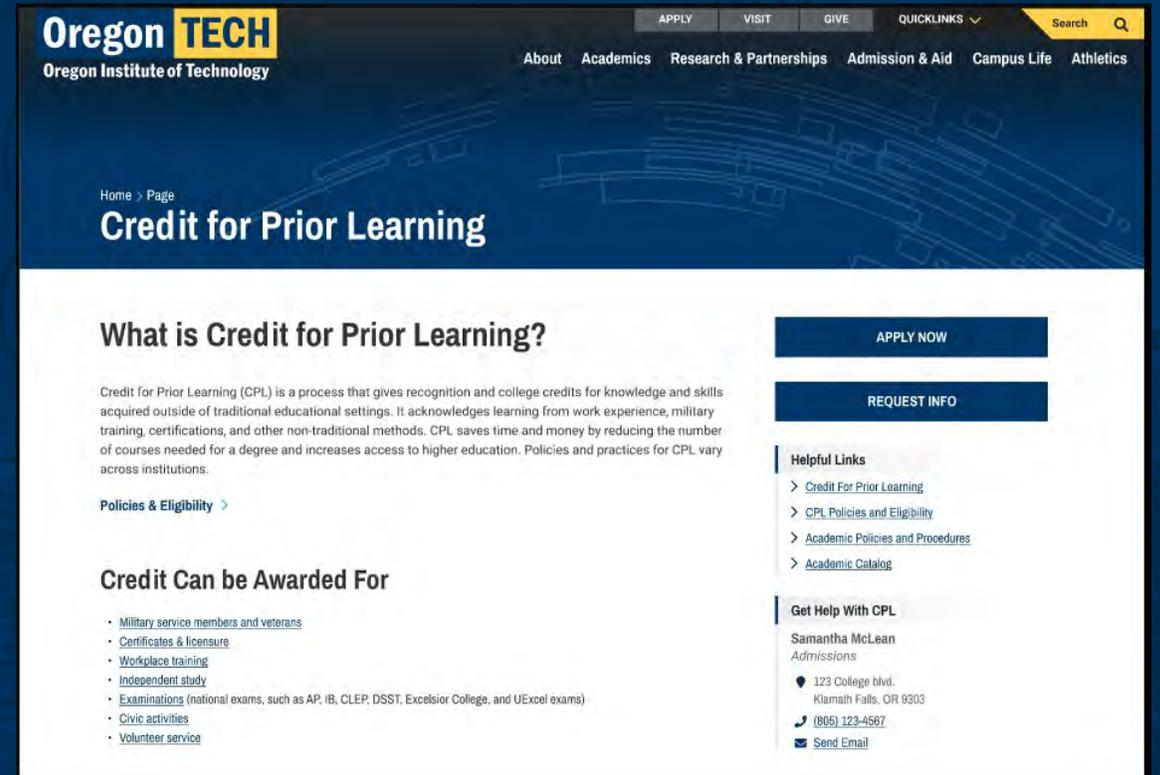 Oregon TECH
Oregon Institute of Technology
APPLY VISIT GIVE QUICKLINKS Search
About Academics Research & Partnerships Admission & Aid Campus Life Athletics
Home > Page
Credit for Prior Learning
What is Credit for Prior Learning?
Credit for Prior Learning (CPL) is a process that gives recognition and college credits for knowledge and skills
acquired outside of traditional educational settings. It acknowledges learning from work experience, military
training, certifications, and other non-traditional methods. CPL saves time and money by reducing the number
of courses needed for a degree and increases access to higher education. Policies and practices for CPL vary
across institutions.
Policies & Eligibility >
Credit Can be Awarded For
• Military service members and veterans
• Certificates & licensure
• Workplace training
• Independent study
• Examinations (national exams, such as AP, IB, CLEP, DSST, Excelsior College, and UExcel exams)
• Civic activities
• Volunteer service
APPLY NOW
REQUEST INFO
Helpful Links
> Credit For Prior Learning
> CPL Policies and Eligibility
> Academic Policies and Procedures
> Academic Catalog
Get Help With CPL
Samantha McLean
Admissions
123 College blvd.
Klamath Falls, OR 9303
(805) 123-4567
Send Email